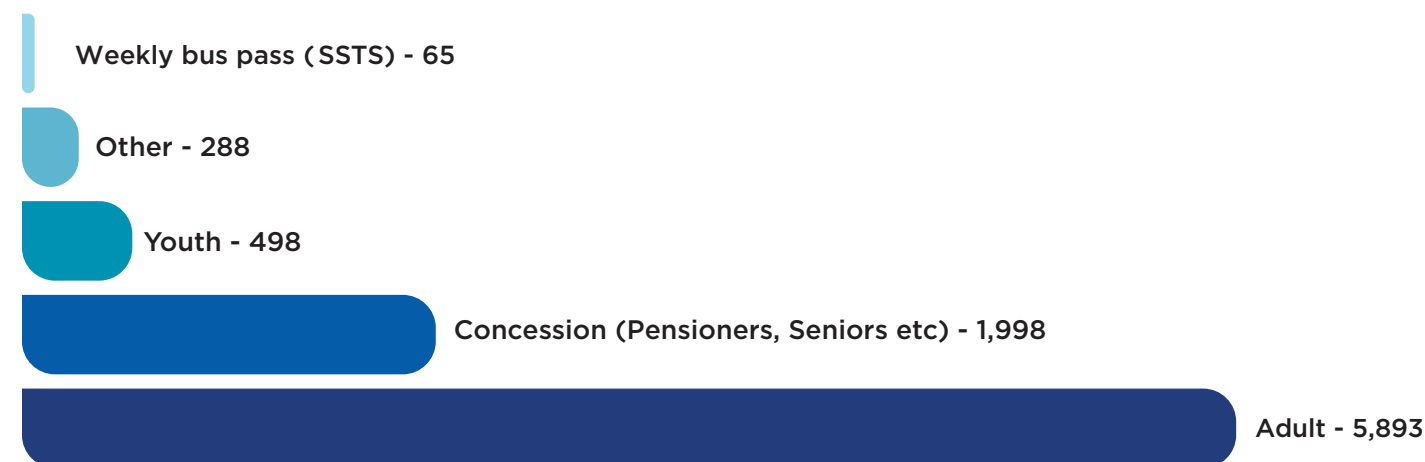 Weekly bus pass (SSTS) - 65
Other - 288
Youth - 498
Concession (Pensioners, Seniors etc) - 1,998
Adult - 5,893